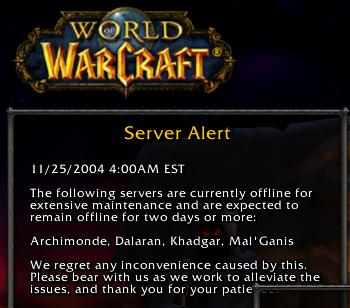 WORLD
OF
WARCRAFT®
Server Alert
11/25/2004 4:00AM EST
The following servers are currently offline for
extensive maintenance and are expected to
remain offline for two days or more:
Archimonde, Dalaran, Khadgar, Mal'Ganis
We regret any inconvenience caused by this.
Please bear with us as we work to alleviate the
issues, and thank you for your